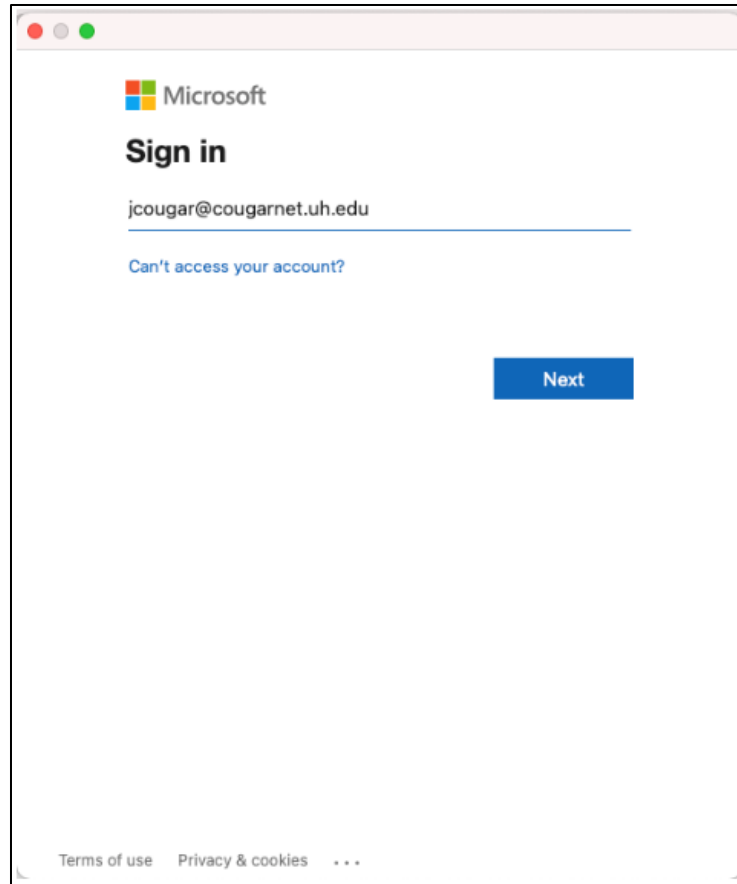 Microsoft
Sign in
jcougar@cougarnet.uh.edu
Can't access your account?
Next
Terms of use Privacy & cookies ...